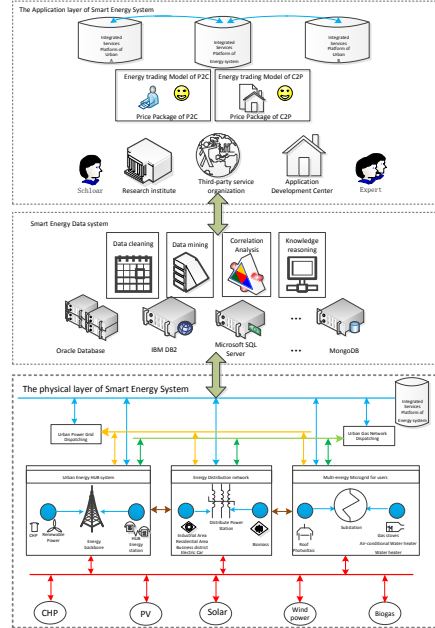 The Application layer of Smart Energy System
Integrated
Services
Platform of
Urban
A
Integrated
Services
Platform of
Energy system
Integrated
Services
Platform of
Urban
B
Energy trading Model of P2C
Price Package of P2C
Energy trading Model of C2P
Price Package of C2P
Schloar
Research institute
Third-party service
organization
Application
Development Center
Expert
Smart Energy Data system
Data cleaning
Data mining
Correlation
Analysis
Knowledge
reasoning
Oracle Database
IBM DB2
Microsoft SQL
Server
...
...
MongoDB
The physical layer of Smart Energy System
Integrated
Services
Platform of
Energy system
Urban Power Grid
Dispatching
Urban Gas Network
Dispatching
Urban Energy HUB system
CHP
Renewable
Power
Energy
backbone
HUB
Energy
station
Energy Distribution network
Distribute Power
Station
Industrial Area
Residential Area
Business district
Electric Car
Biomass
Multi-energy Microgrid for users
Substation
Roof
Photovoltaic
Gas stoves
Air-conditional Water heater
Water heater
CHP
PV
Solar
Wind
power
Biogas